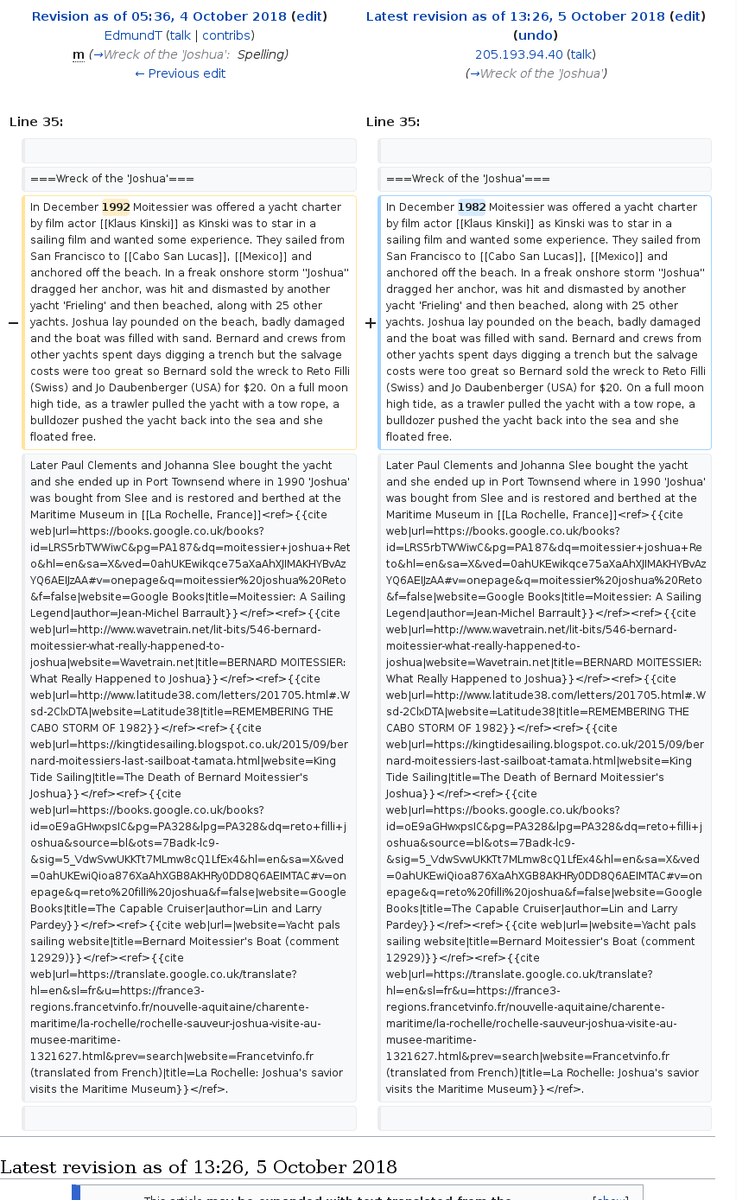 Revision as of 05:36, 4 October 2018 (edit)
EdmundT (talk | contribs)
m (→Wreck of the 'Joshua': Spelling)
← Previous edit
Latest revision as of 13:26, 5 October 2018 (edit)
(undo)
205.193.94.40 (talk)
(→Wreck of the 'Joshua')
Line 35:
Line 35:
===Wreck of the 'Joshua'===
===Wreck of the 'Joshua'===
−
In December 1992 Moitessier was offered a yacht charter
by film actor [[Klaus Kinski]] as Kinski was to star in a
sailing film and wanted some experience. They sailed from
San Francisco to [[Cabo San Lucas]], [[Mexico]] and
anchored off the beach. In a freak onshore storm ''Joshua''
dragged her anchor, was hit and dismasted by another
yacht 'Frieling' and then beached, along with 25 other
yachts. Joshua lay pounded on the beach, badly damaged
and the boat was filled with sand. Bernard and crews from
other yachts spent days digging a trench but the salvage
costs were too great so Bernard sold the wreck to Reto Filli
(Swiss) and Jo Daubenberger (USA) for $20. On a full moon
high tide, as a trawler pulled the yacht with a tow rope, a
bulldozer pushed the yacht back into the sea and she
floated free.
+
In December 1982 Moitessier was offered a yacht charter
by film actor [[Klaus Kinski]] as Kinski was to star in a
sailing film and wanted some experience. They sailed from
San Francisco to [[Cabo San Lucas]], [[Mexico]] and
anchored off the beach. In a freak onshore storm ''Joshua''
dragged her anchor, was hit and dismasted by another
yacht 'Frieling' and then beached, along with 25 other
yachts. Joshua lay pounded on the beach, badly damaged
and the boat was filled with sand. Bernard and crews from
other yachts spent days digging a trench but the salvage
costs were too great so Bernard sold the wreck to Reto Filli
(Swiss) and Jo Daubenberger (USA) for $20. On a full moon
high tide, as a trawler pulled the yacht with a tow rope, a
bulldozer pushed the yacht back into the sea and she
floated free.
Later Paul Clements and Johanna Slee bought the yacht
and she ended up in Port Townsend where in 1990 'Joshua'
was bought from Slee and is restored and berthed at the
Maritime Museum in [[La Rochelle, France]]<ref>{{cite
web|url=https://books.google.co.uk/books?
id=LRS5rbTWWiwC&pg=PA187&dq=moitessier+joshua+Ret
o&hl=en&sa=X&ved=0ahUKEwikqce75aXaAhXJIMAKHYBvAz
YQ6AEIJzAA#v=onepage&q=moitessier%20joshua%20Reto
&f=false|website=Google Books|title=Moitessier: A Sailing
Legend|author=Jean-Michel Barrault}}</ref><ref>{{cite
web|url=http://www.wavetrain.net/lit-bits/546-bernard-
moitessier-what-really-happened-to-
joshua|website=Wavetrain.net|title=BERNARD MOITESSIER:
What Really Happened to Joshua}}</ref><ref>{{cite
web|url=http://www.latitude38.com/letters/201705.html#.W
sd-2ClxDTA|website=Latitude38|title=REMEMBERING THE
CABO STORM OF 1982}}</ref><ref>{{cite
web|url=https://kingtidesailing.blogspot.co.uk/2015/09/ber
nard-moitessiers-last-sailboat-tamata.html|website=King
Tide Sailing|title=The Death of Bernard Moitessier's
Joshua}}</ref><ref>{{cite
web|url=https://books.google.co.uk/books?
id=oE9aGHwxpsIC&pg=PA328&lpg=PA328&dq=reto+filli+j
oshua&source=bl&ots=7Badk-lc9-
&sig=5_VdwSvwUKKTt7MLmw8cQ1LfEx4&hl=en&sa=X&ved
=0ahUKEwiQioa876XaAhXGB8AKHRy0DD8Q6AEIMTAC#v=on
epage&q=reto%20filli%20joshua&f=false|website=Google
Books|title=The Capable Cruiser|author=Lin and Larry
Pardey}}</ref><ref>{{cite web|url=|website=Yacht pals
sailing website|title=Bernard Moitessier's Boat (comment
12929)}}</ref><ref>{{cite
web|url=https://translate.google.co.uk/translate?
hl=en&sl=fr&u=https://france3-
regions.francetvinfo.fr/nouvelle-aquitaine/charente-
maritime/la-rochelle/rochelle-sauveur-joshua-visite-au-
musee-maritime-
1321627.html&prev=search|website=Francetvinfo.fr
(translated from French)|title=La Rochelle: Joshua's savior
visits the Maritime Museum}}</ref>.
Later Paul Clements and Johanna Slee bought the yacht
and she ended up in Port Townsend where in 1990 'Joshua'
was bought from Slee and is restored and berthed at the
Maritime Museum in [[La Rochelle, France]]<ref>{{cite
web|url=https://books.google.co.uk/books?
id=LRS5rbTWWiwC&pg=PA187&dq=moitessier+joshua+Re
to&hl=en&sa=X&ved=0ahUKEwikqce75aXaAhXJIMAKHYBvAz
YQ6AEIJzAA#v=onepage&q=moitessier%20joshua%20Reto
&f=false|website=Google Books|title=Moitessier: A Sailing
Legend|author=Jean-Michel Barrault}}</ref><ref>{{cite
web|url=http://www.wavetrain.net/lit-bits/546-bernard-
moitessier-what-really-happened-to-
joshua|website=Wavetrain.net|title=BERNARD MOITESSIER:
What Really Happened to Joshua}}</ref><ref>{{cite
web|url=http://www.latitude38.com/letters/201705.html#.W
sd-2ClxDTA|website=Latitude38|title=REMEMBERING THE
CABO STORM OF 1982}}</ref><ref>{{cite
web|url=https://kingtidesailing.blogspot.co.uk/2015/09/be
rnard-moitessiers-last-sailboat-tamata.html|website=King
Tide Sailing|title=The Death of Bernard Moitessier's
Joshua}}</ref><ref>{{cite
web|url=https://books.google.co.uk/books?
id=oE9aGHwxpsIC&pg=PA328&lpg=PA328&dq=reto+filli+j
oshua&source=bl&ots=7Badk-lc9-
&sig=5_VdwSvwUKKTt7MLmw8cQ1LfEx4&hl=en&sa=X&ved
=0ahUKEwiQioa876XaAhXGB8AKHRy0DD8Q6AEIMTAC#v=on
epage&q=reto%20filli%20joshua&f=false|website=Google
Books|title=The Capable Cruiser|author=Lin and Larry
Pardey}}</ref><ref>{{cite web|url=|website=Yacht pals
sailing website|title=Bernard Moitessier's Boat (comment
12929)}}</ref><ref>{{cite
web|url=https://translate.google.co.uk/translate?
hl=en&sl=fr&u=https://france3-
regions.francetvinfo.fr/nouvelle-aquitaine/charente-
maritime/la-rochelle/rochelle-sauveur-joshua-visite-au-
musee-maritime-
1321627.html&prev=search|website=Francetvinfo.fr
(translated from French)|title=La Rochelle: Joshua's savior
visits the Maritime Museum}}</ref>.
Latest revision as of 13:26, 5 October 2018
This article may be expanded with text translated from the [show]